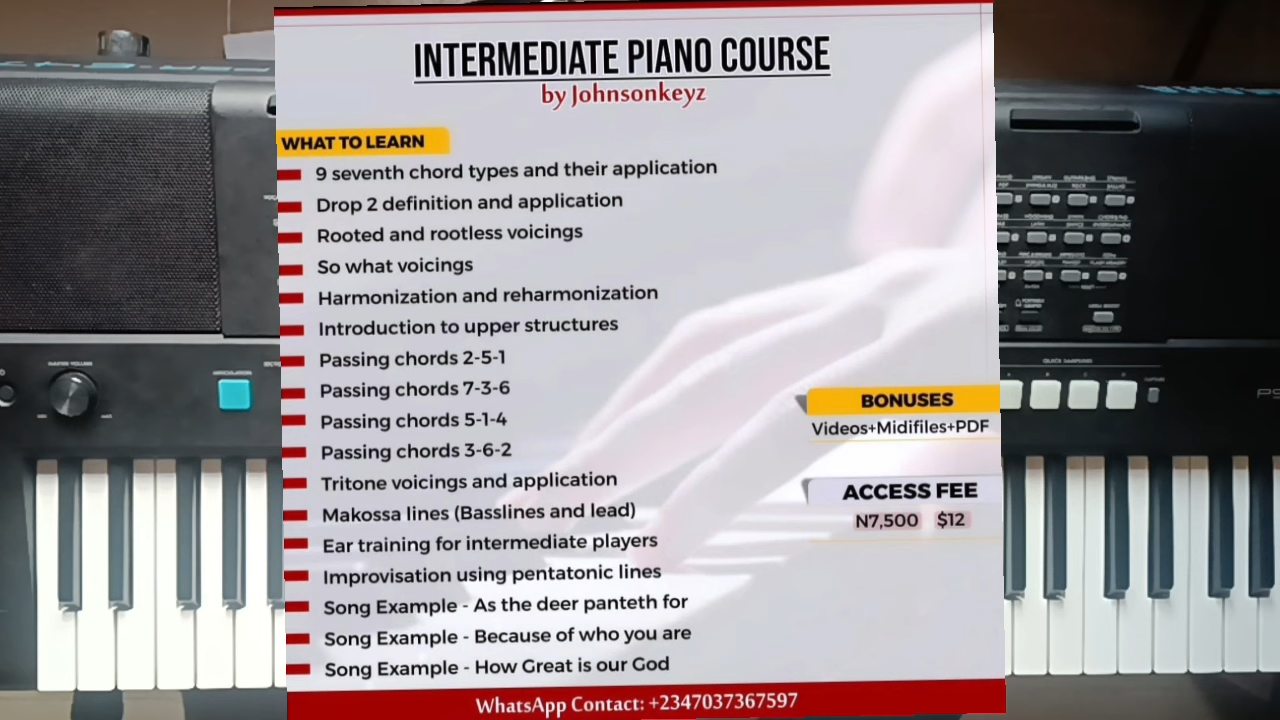 INTERMEDIATE PIANO COURSE
by Johnsonkeyz
WHAT TO LEARN
9 seventh chord types and their application
Drop 2 definition and application
Rooted and rootless voicings
So what voicings
Harmonization and reharmonization
Introduction to upper structures
Passing chords 2-5-1
Passing chords 7-3-6
Passing chords 5-1-4
Passing chords 3-6-2
Tritone voicings and application
Makossa lines (Basslines and lead)
Ear training for intermediate players
Improvisation using pentatonic lines
Song Example - As the deer panteth for
Song Example - Because of who you are
Song Example - How Great is our God
BONUSES
Videos+Midifiles+PDF
ACCESS FEE
N7,500 $12
WhatsApp Contact: +2347037367597
MASTER VOLUME
QUICK SAMPLING